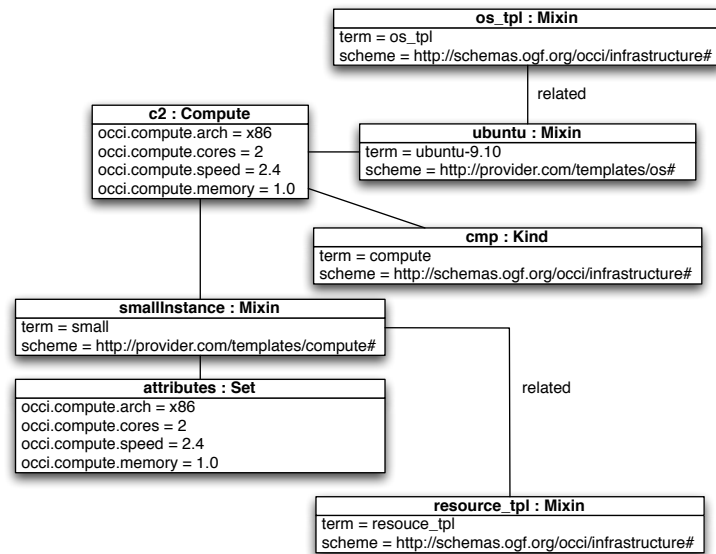 os_tpl : Mixin
term = os_tpl
scheme = http://schemas.ogf.org/occi/infrastructure#
related
c2 : Compute
occi.compute.arch = x86
occi.compute.cores = 2
occi.compute.speed = 2.4
occi.compute.memory = 1.0
ubuntu : Mixin
term = ubuntu-9.10
scheme = http://provider.com/templates/os#
cmp : Kind
term = compute
scheme = http://schemas.ogf.org/occi/infrastructure#
smallInstance : Mixin
term = small
scheme = http://provider.com/templates/compute#
attributes : Set
occi.compute.arch = x86
occi.compute.cores = 2
occi.compute.speed = 2.4
occi.compute.memory = 1.0
related
resource_tpl : Mixin
term = resouce_tpl
scheme = http://schemas.ogf.org/occi/infrastructure#